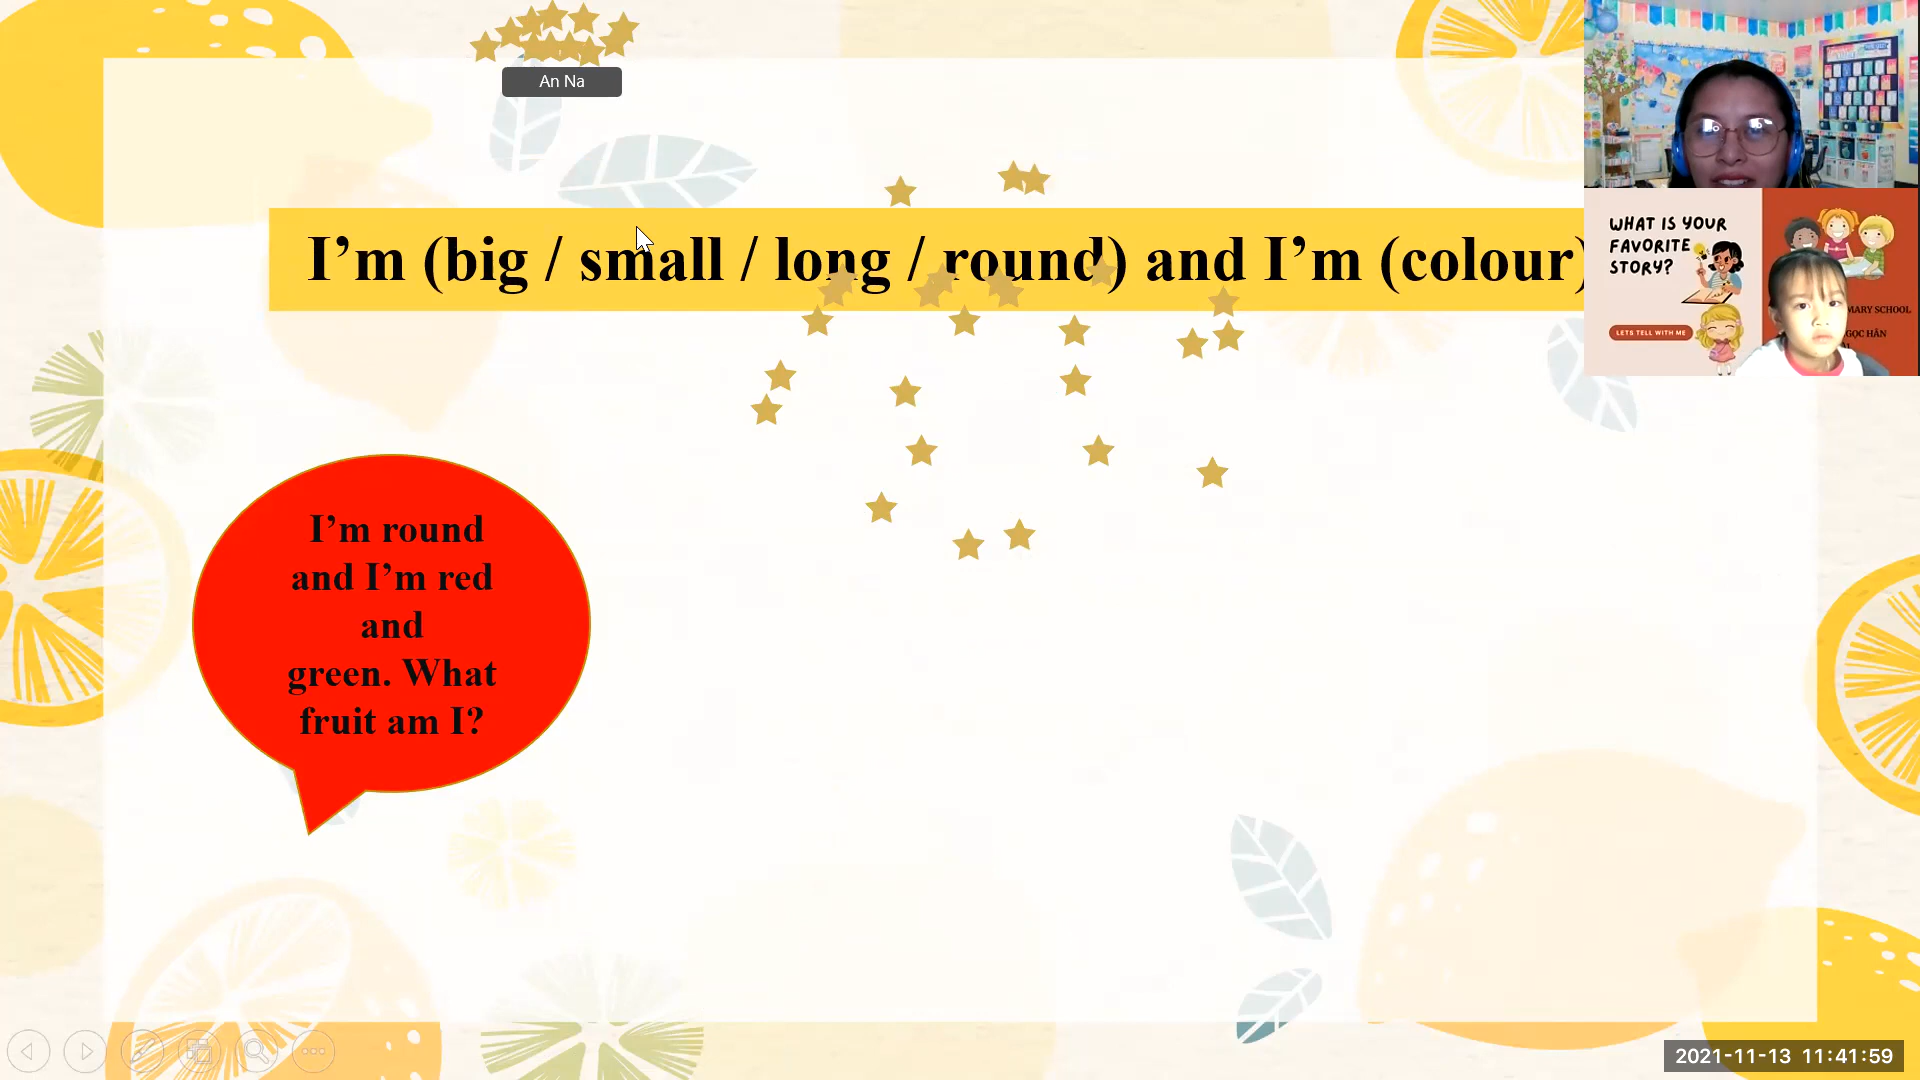 An Na
I’m (big / small / long / round) and I’m (colour)
WHAT IS YOUR
FAVORITE
STORY?
LETS TELL WITH ME
MARY SCHOOL
GỌC HÂN
I’m round
and I’m red
and
green. What
fruit am I?
2021-11-13 11:41:59